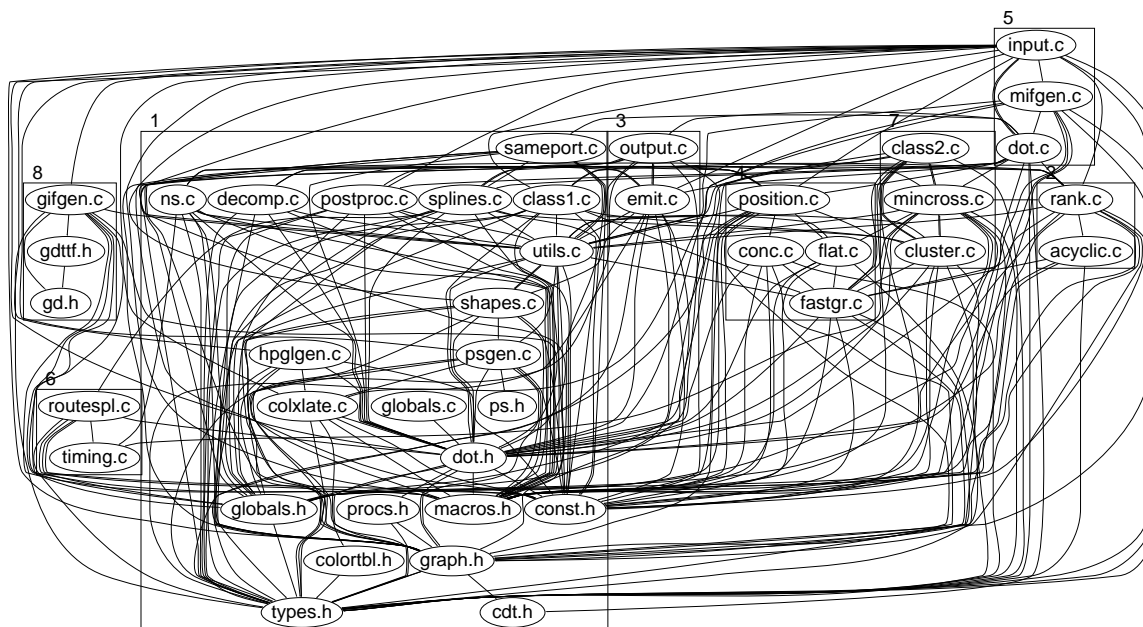 5
input.c
mifgen.c
1
3
7
sameport.c
output.c
class2.c
dot.c
8
4
2
gifgen.c
ns.c
decomp.c
postproc.c
splines.c
class1.c
emit.c
position.c
mincross.c
rank.c
gdttf.h
utils.c
conc.c
flat.c
cluster.c
acyclic.c
gd.h
shapes.c
fastgr.c
hpglgen.c
psgen.c
6
routespl.c
colxlate.c
globals.c
ps.h
timing.c
dot.h
globals.h
procs.h
macros.h
const.h
colortbl.h
graph.h
types.h
cdt.h